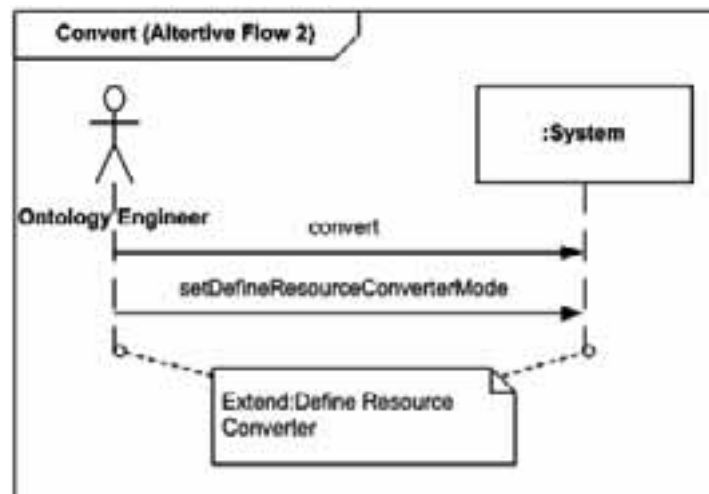 Convert (Altertive Flow 2)
:System
Ontology Engineer
convert
setDefineResourceConverterMode
Extend:Define Resource
Converter